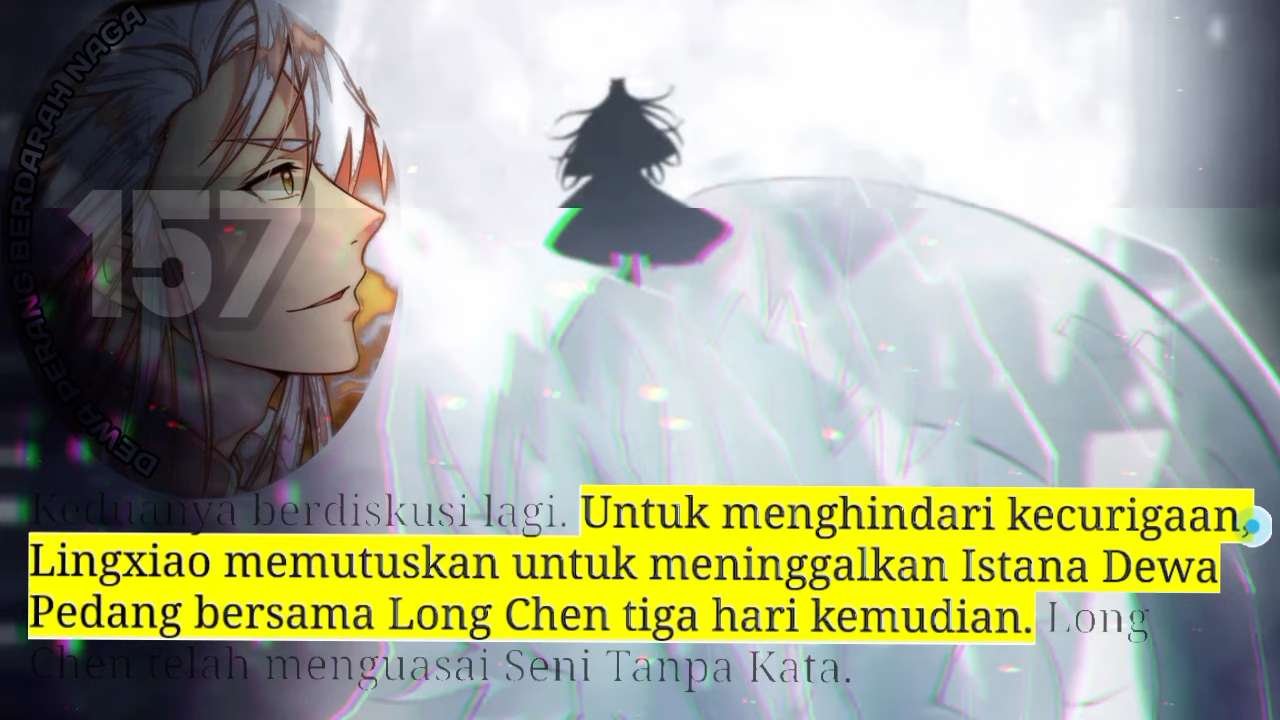 DEWA PERANG BERDARAH NAGA
157
Keduanya berdiskusi lagi. Untuk menghindari kecurigaan,
Lingxiao memutuskan untuk meninggalkan Istana Dewa
Pedang bersama Long Chen tiga hari kemudian. Long
Chen telah menguasai Seni Tanpa Kata.